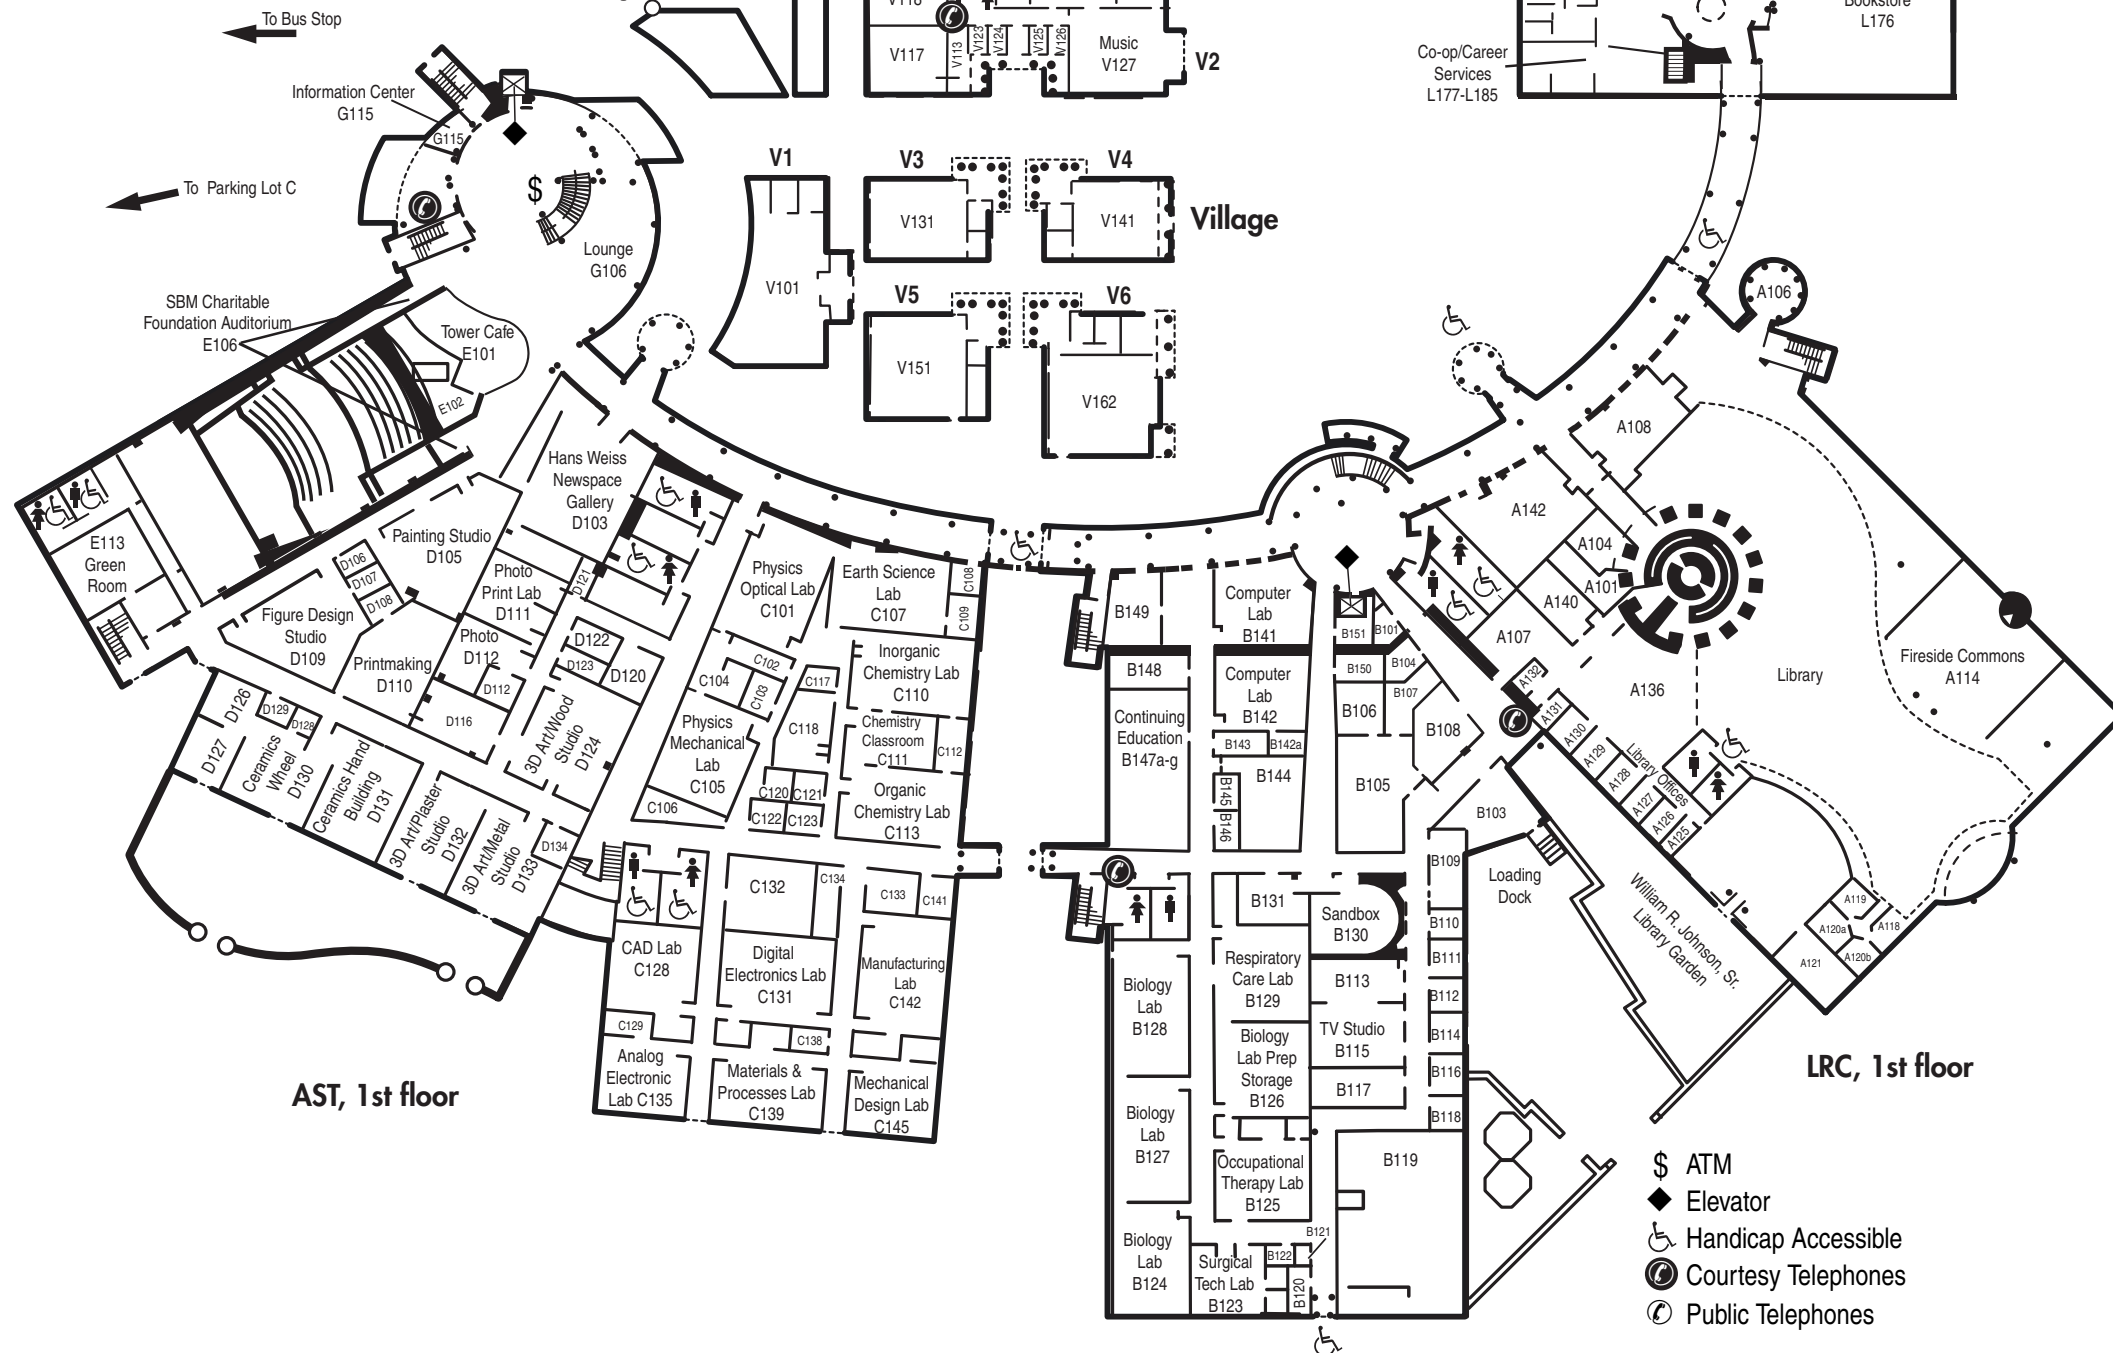 To Bus Stop
V117
V113
V123
V124
V125
V126
Music
V127
V2
L176
Co-op/Career
Services
L177-L185
Information Center
G115
G115
To Parking Lot C
$
Lounge
G106
V1
V3
V4
V101
V131
V141
Village
V5
V6
V151
V162
SBM Charitable
Foundation Auditorium
E106
Tower Cafe
E101
E102
E113
Green
Room
Hans Weiss
Newspace
Gallery
D103
Painting Studio
D105
D106
D107
D108
Photo
Print Lab
D111
D121
Figure Design
Studio
D109
Printmaking
D110
Photo
D112
D112
D116
D122
D123
D120
3D Art/Wood
Studio
D124
D126
D127
D129
D128
Ceramics
Wheel
D130
Ceramics Hand
Building
D131
3D Art/Plaster
Studio
D132
3D Art/Metal
Studio
D133
D134
Physics
Optical Lab
C101
Earth Science
Lab
C107
C108
C109
C102
C103
C104
Physics
Mechanical
Lab
C105
C106
Inorganic
Chemistry Lab
C110
C117
C118
Chemistry
Classroom
C111
C112
Organic
Chemistry Lab
C113
C120
C121
C122
C123
C132
C134
C133
C141
CAD Lab
C128
Digital
Electronics Lab
C131
Manufacturing
Lab
C142
C129
C138
Analog
Electronic
Lab C135
Materials &
Processes Lab
C139
Mechanical
Design Lab
C145
AST, 1st floor
B149
Computer
Lab
B141
B151
B101
B148
Computer
Lab
B142
B150
B104
B107
Continuing
Education
B147a-g
B143
B142a
B106
B108
B145
B146
B144
B105
B103
B109
B131
Sandbox
B130
B110
B111
Biology
Lab
B128
Respiratory
Care Lab
B129
B113
B112
Biology
Lab Prep
Storage
B126
TV Studio
B115
B114
B116
B117
B118
Biology
Lab
B127
B119
Occupational
Therapy Lab
B125
Biology
Lab
B124
Surgical
Tech Lab
B123
B121
B122
B120
Loading
Dock
A106
A108
A142
A104
A101
A140
A107
A136
Library
Fireside Commons
A114
A132
A131
A130
A129
A128
A127
A126
A125
Library Offices
A119
A118
A120a
A120b
A121
William R. Johnson, Sr.
Library Garden
LRC, 1st floor
$ ATM
Elevator
Handicap Accessible
Courtesy Telephones
Public Telephones